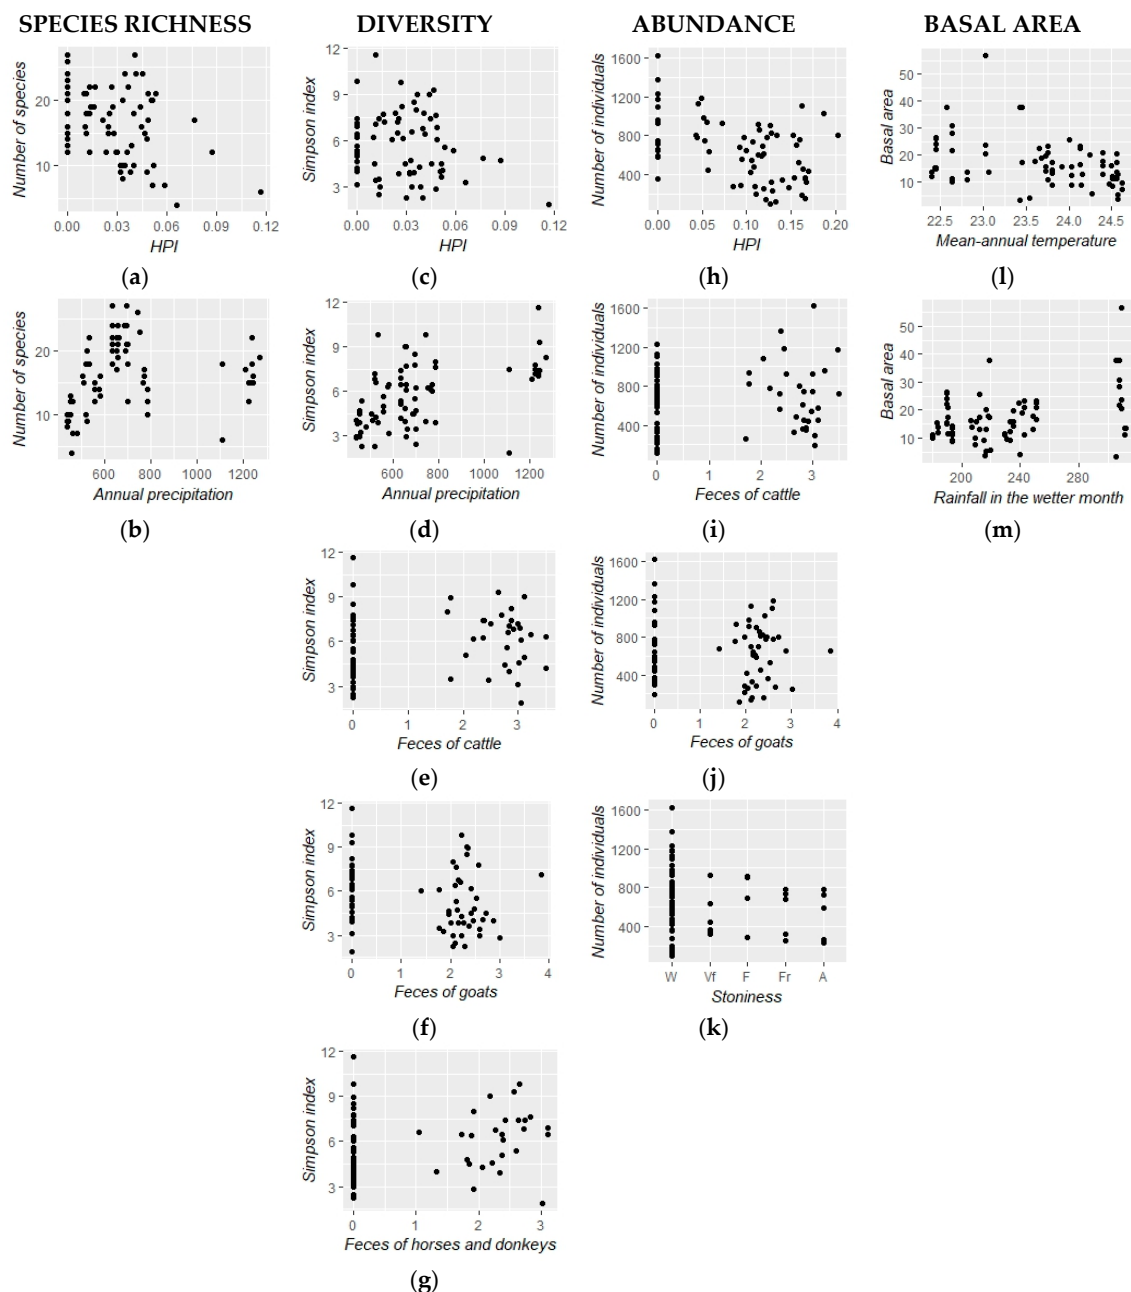 SPECIES RICHNESS DIVERSITY ABUNDANCE BASAL AREA
Number of species
20
10
0.00 0.03 0.06 0.09 0.12
HPI
(a)
Simpson index
12
9
6
3
0.00 0.03 0.06 0.09 0.12
HPI
(c)
Number of individuals
1600
1200
800
400
0.00 0.05 0.10 0.15 0.20
HPI
(h)
Basal area
50
40
30
20
10
22.5 23.0 23.5 24.0 24.5
Mean-annual temperature
(l)
Number of species
20
10
600 800 1000 1200
Annual precipitation
(b)
Simpson index
12
9
6
3
600 800 1000 1200
Annual precipitation
(d)
Number of individuals
1600
1200
800
400
0 1 2 3
Feces of cattle
(i)
Basal area
50
40
30
20
10
200 240 280
Rainfall in the wetter month
(m)
Simpson index
12
9
6
3
0 1 2 3
Feces of cattle
(e)
Number of individuals
1600
1200
800
400
0 1 2 3 4
Feces of goats
(j)
Simpson index
12
9
6
3
0 1 2 3 4
Feces of goats
(f)
Number of individuals
1600
1200
800
400
W Vf F Fr A
Stoniness
(k)
Simpson index
12
9
6
3
0 1 2 3
Feces of horses and donkeys
(g)